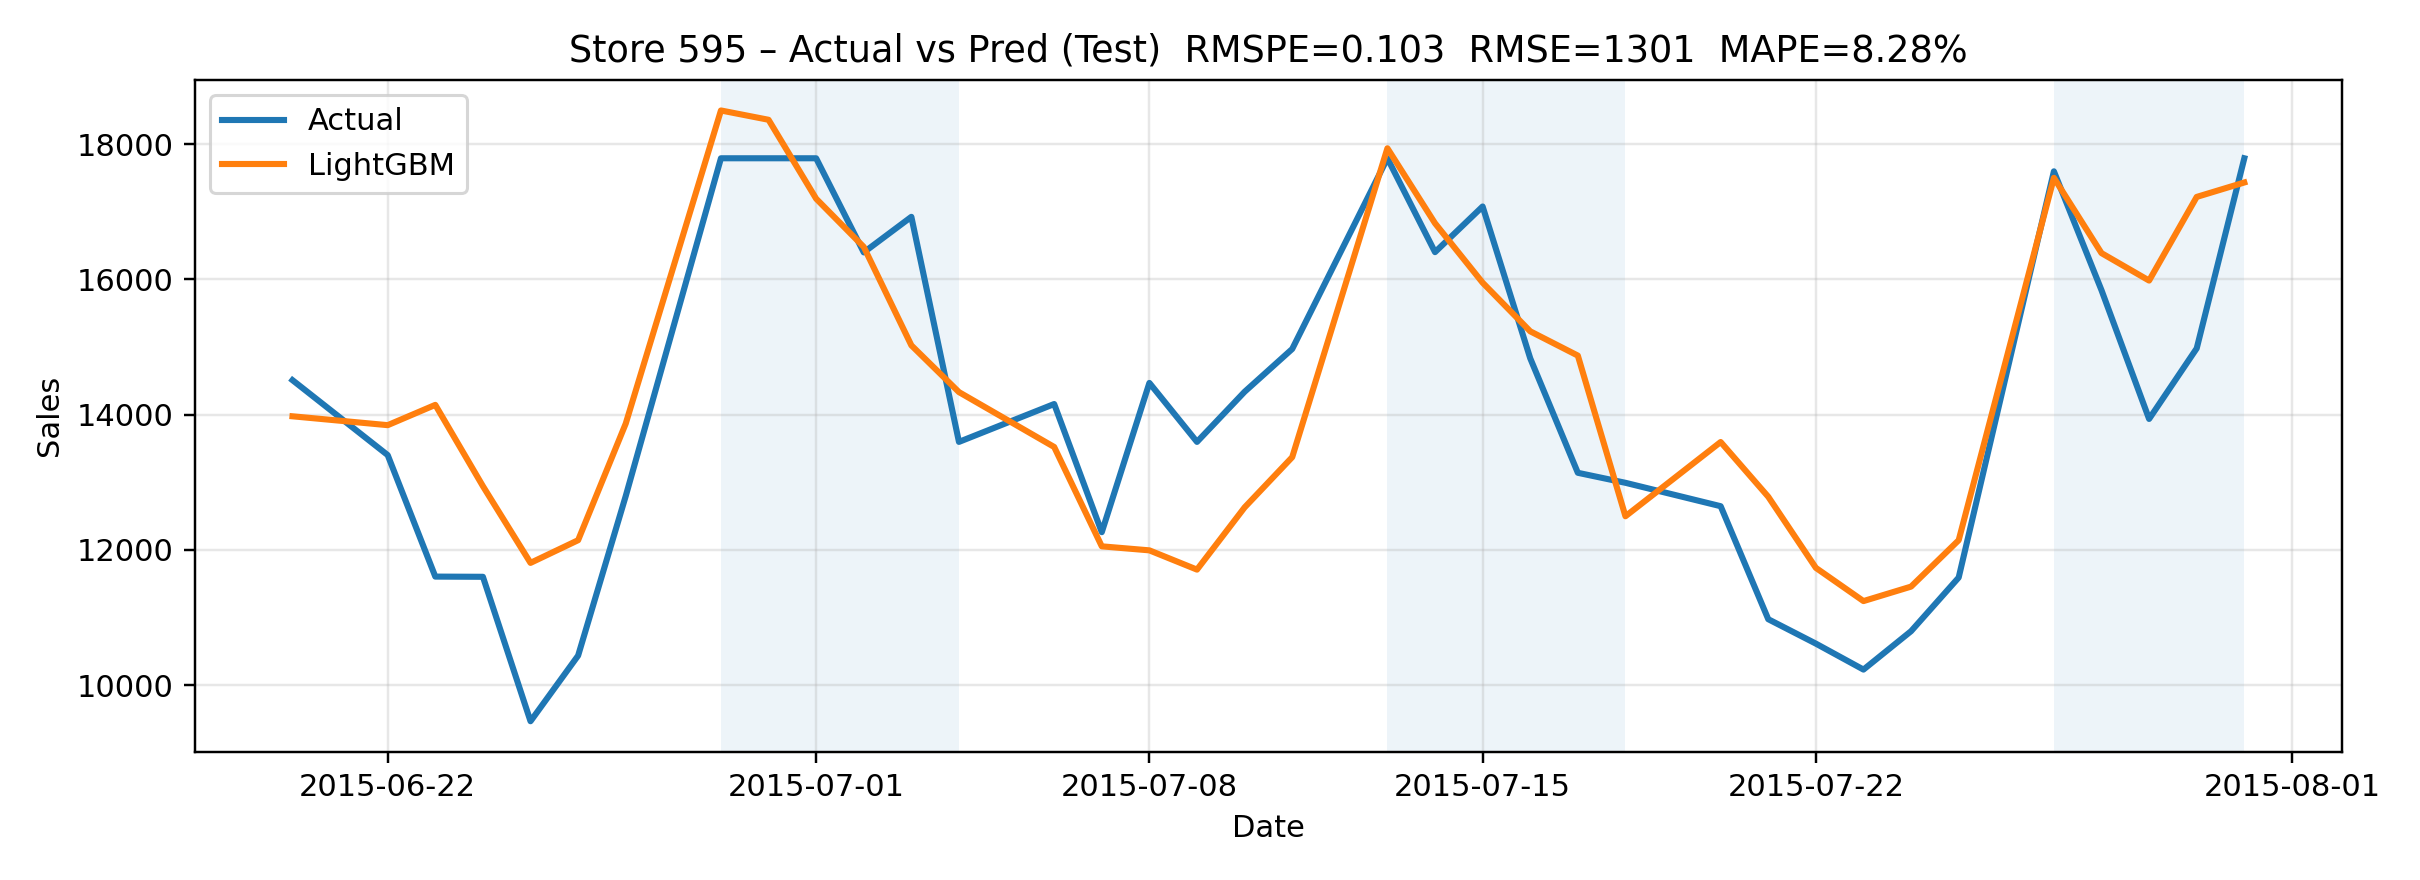 Store 595 – Actual vs Pred (Test)  RMSPE=0.103  RMSE=1301  MAPE=8.28%
Actual
LightGBM
18000
16000
14000
12000
10000
Sales
2015-06-22
2015-07-01
2015-07-08
2015-07-15
2015-07-22
2015-08-01
Date